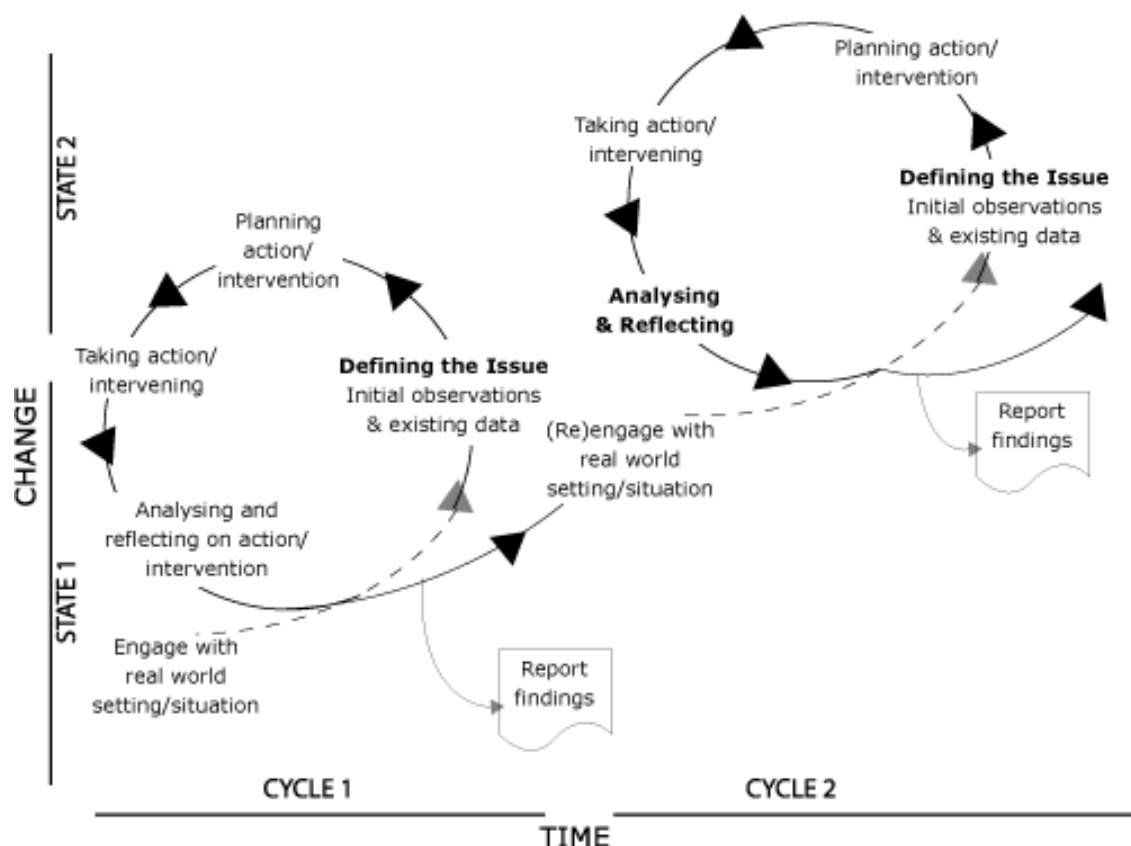 STATE 2
CHANGE
STATE 1
Planning
action/
intervention
Taking action/
intervening
Defining the Issue
Initial observations
& existing data
Analysing and
reflecting on action/
intervention
Engage with
real world
setting/situation
Report
findings
Planning action/
intervention
Taking action/
intervening
Defining the Issue
Initial observations
& existing data
Analysing
& Reflecting
(Re)engage with
real world
setting/situation
Report
findings
CYCLE 1
CYCLE 2
TIME